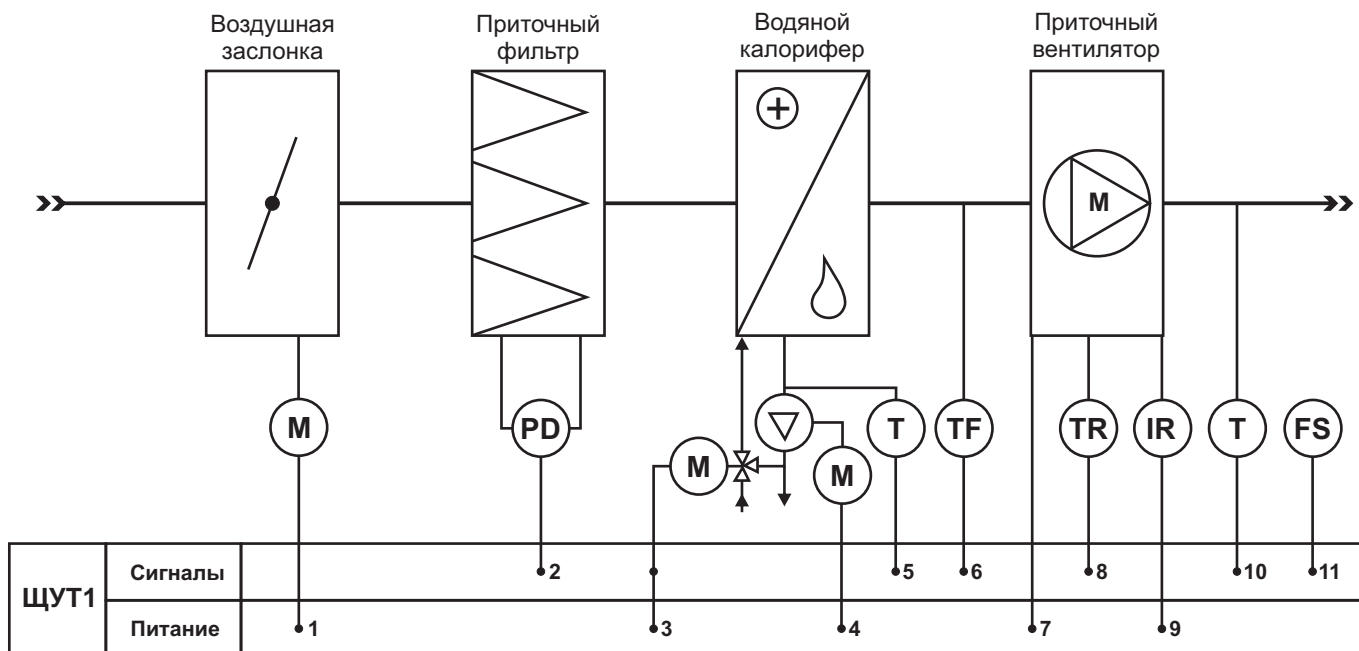 Воздушная
заслонка
Приточный
фильтр
Водяной
калорифер
Приточный
вентилятор
M
M
PD
M
M
T
TF
TR
IR
T
FS
ЩУТ1
Сигналы
2
5
6
8
10
11
Питание
1
3
4
7
9